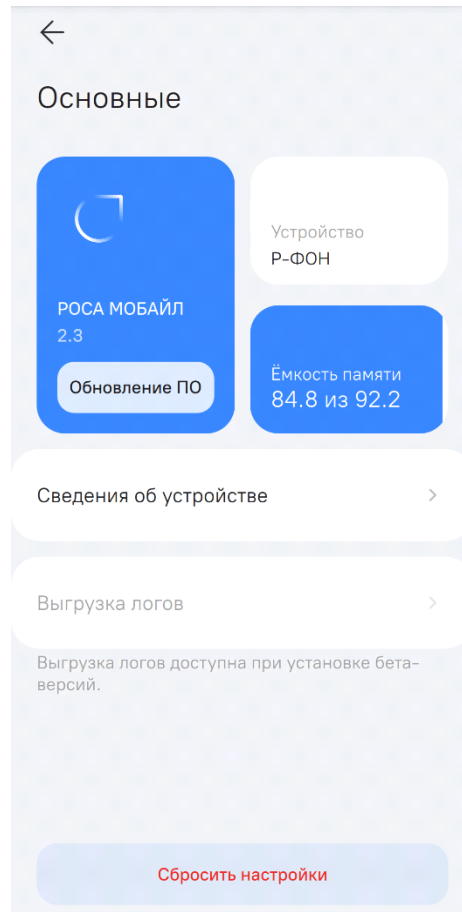 Основные
РОСА МОБАЙЛ
2.3
Обновление ПО
Устройство
Р-ФОН
Ёмкость памяти
84.8 из 92.2
Сведения об устройстве
Выгрузка логов
Выгрузка логов доступна при установке бета-
версий.
Сбросить настройки